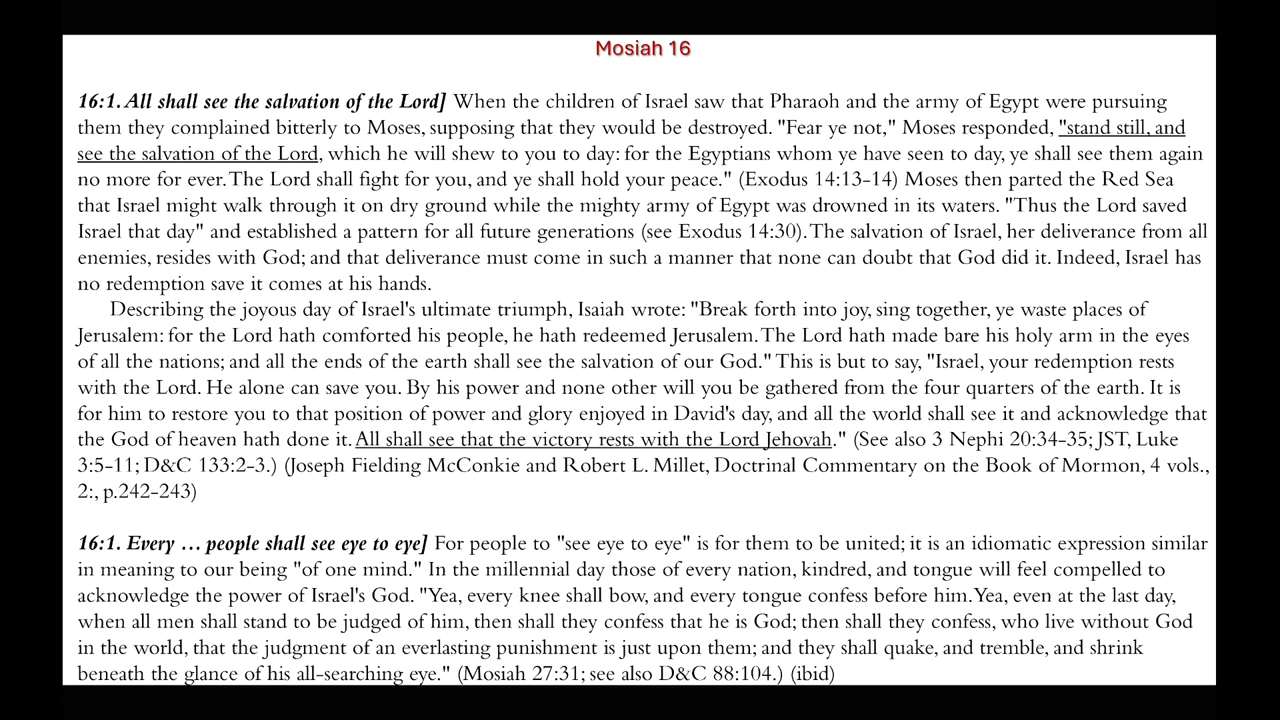 Mosiah 16
16:1. All shall see the salvation of the Lord] When the children of Israel saw that Pharaoh and the army of Egypt were pursuing
them they complained bitterly to Moses, supposing that they would be destroyed. "Fear ye not," Moses responded, "stand still, and
see the salvation of the Lord, which he will shew to you to day: for the Egyptians whom ye have seen to day, ye shall see them again
no more for ever. The Lord shall fight for you, and ye shall hold your peace." (Exodus 14:13-14) Moses then parted the Red Sea
that Israel might walk through it on dry ground while the mighty army of Egypt was drowned in its waters. "Thus the Lord saved
Israel that day" and established a pattern for all future generations (see Exodus 14:30). The salvation of Israel, her deliverance from all
enemies, resides with God; and that deliverance must come in such a manner that none can doubt that God did it. Indeed, Israel has
no redemption save it comes at his hands.
Describing the joyous day of Israel's ultimate triumph, Isaiah wrote: "Break forth into joy, sing together, ye waste places of
Jerusalem: for the Lord hath comforted his people, he hath redeemed Jerusalem. The Lord hath made bare his holy arm in the eyes
of all the nations; and all the ends of the earth shall see the salvation of our God." This is but to say, "Israel, your redemption rests
with the Lord. He alone can save you. By his power and none other will you be gathered from the four quarters of the earth. It is
for him to restore you to that position of power and glory enjoyed in David's day, and all the world shall see it and acknowledge that
the God of heaven hath done it. All shall see that the victory rests with the Lord Jehovah." (See also 3 Nephi 20:34-35; JST, Luke
3:5-11; D&C 133:2-3.) (Joseph Fielding McConkie and Robert L. Millet, Doctrinal Commentary on the Book of Mormon, 4 vols.,
2:, p.242-243)
16:1. Every … people shall see eye to eye] For people to "see eye to eye" is for them to be united; it is an idiomatic expression similar
in meaning to our being "of one mind." In the millennial day those of every nation, kindred, and tongue will feel compelled to
acknowledge the power of Israel's God. "Yea, every knee shall bow, and every tongue confess before him. Yea, even at the last day,
when all men shall stand to be judged of him, then shall they confess that he is God; then shall they confess, who live without God
in the world, that the judgment of an everlasting punishment is just upon them; and they shall quake, and tremble, and shrink
beneath the glance of his all-searching eye." (Mosiah 27:31; see also D&C 88:104.) (ibid)